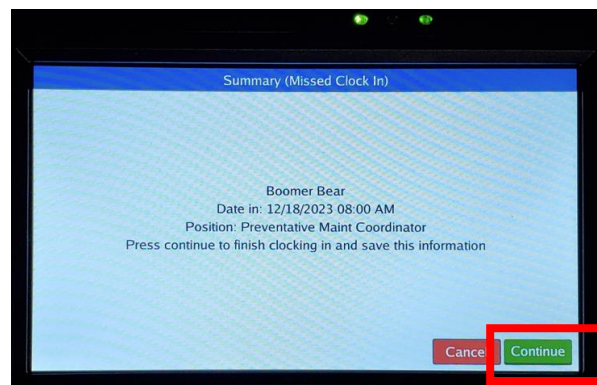 Summary (Missed Clock In)
Boomer Bear
Date in: 12/18/2023 08:00 AM
Position: Preventative Maint Coordinator
Press continue to finish clocking in and save this information
Cancel Continue